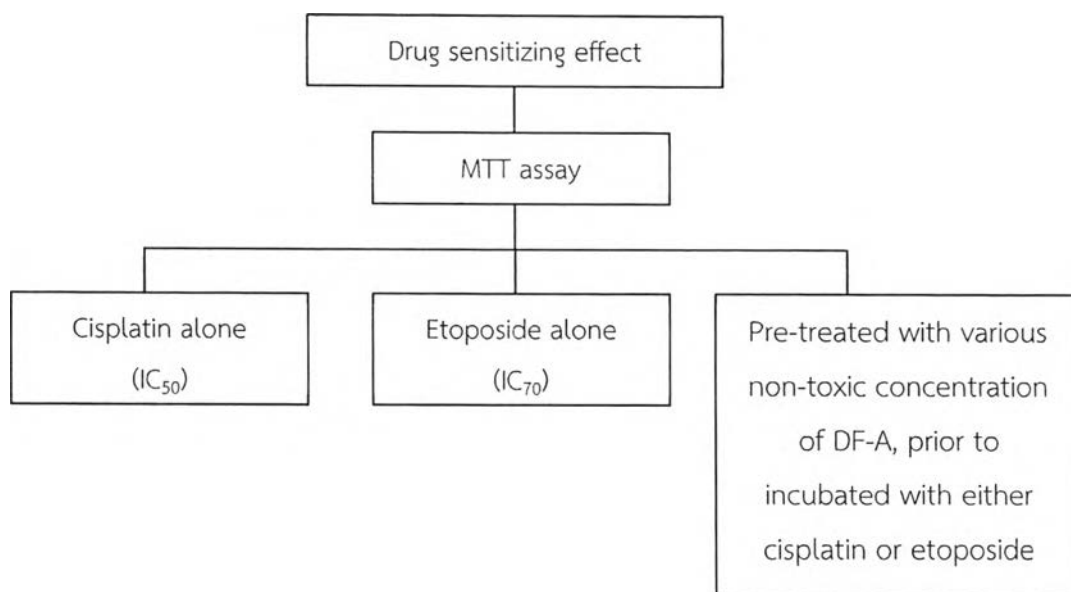 Drug sensitizing effect
MTT assay
Cisplatin alone
(IC₅₀)
Etoposide alone
(IC₇₀)
Pre-treated with various
non-toxic concentration
of DF-A, prior to
incubated with either
cisplatin or etoposide